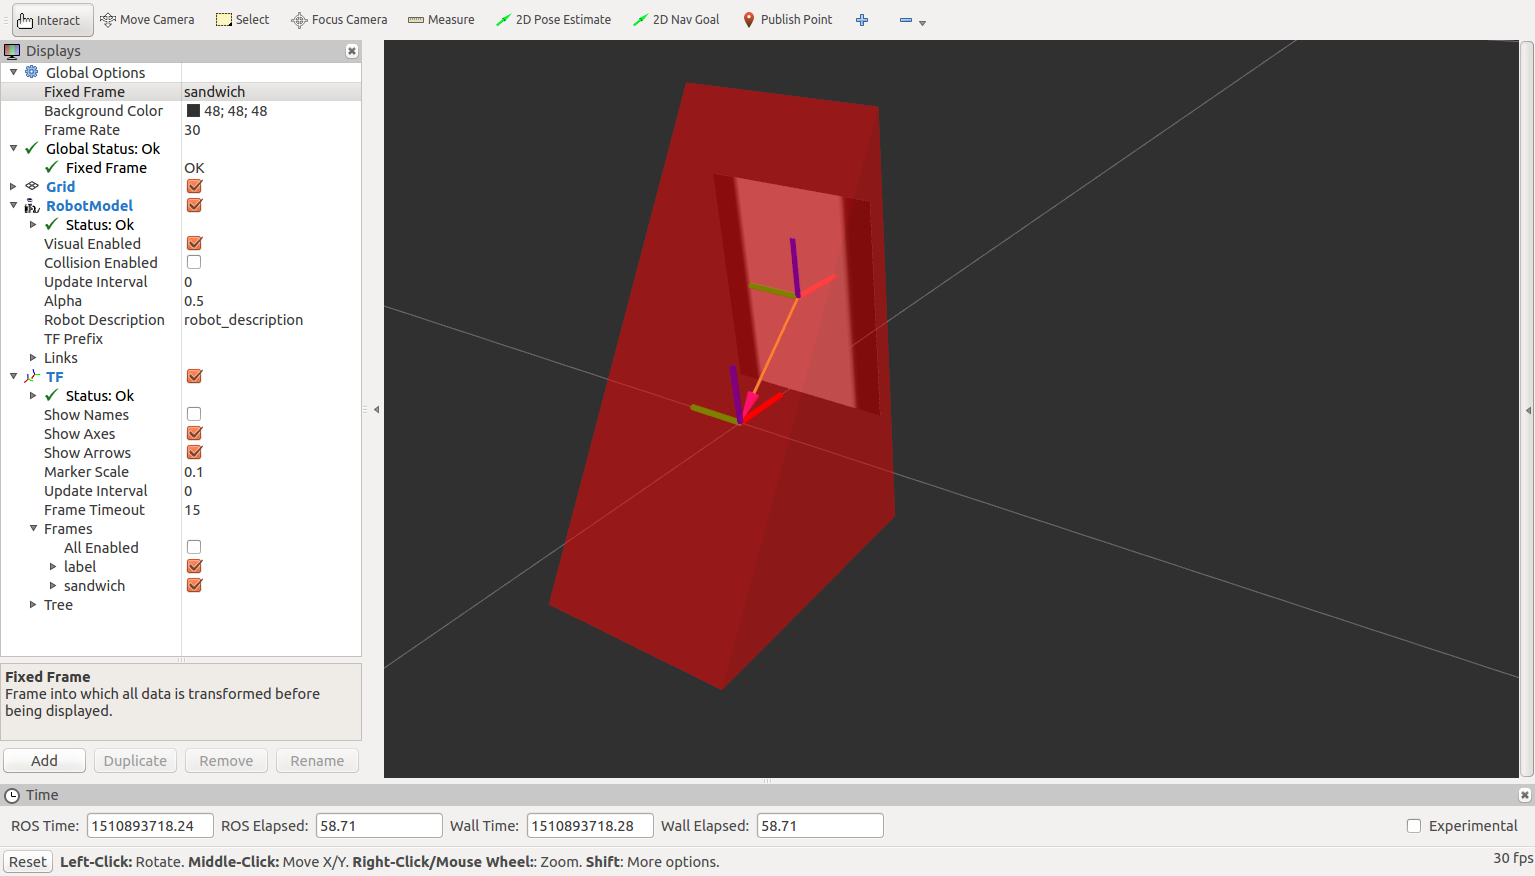 Interact Move Camera Select Focus Camera Measure 2D Pose Estimate 2D Nav Goal Publish Point
Displays
Global Options
Fixed Frame sandwich
Background Color 48; 48; 48
Frame Rate 30
Global Status: Ok
Fixed Frame OK
Grid
RobotModel
Status: Ok
Visual Enabled
Collision Enabled
Update Interval 0
Alpha 0.5
Robot Description robot_description
TF Prefix
Links
TF
Status: Ok
Show Names
Show Axes
Show Arrows
Marker Scale 0.1
Update Interval 0
Frame Timeout 15
Frames
All Enabled
label
sandwich
Tree
Fixed Frame
Frame into which all data is transformed before
being displayed.
Add Duplicate Remove Rename
Time
ROS Time: 1510893718.24 ROS Elapsed: 58.71 Wall Time: 1510893718.28 Wall Elapsed: 58.71 Experimental
Reset Left-Click: Rotate. Middle-Click: Move X/Y. Right-Click/Mouse Wheel:: Zoom. Shift: More options. 30 fps